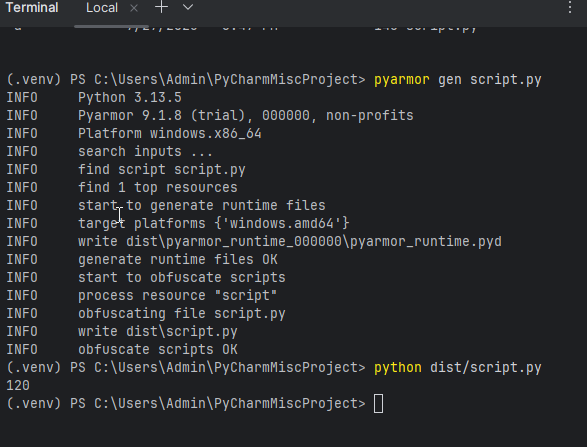 Terminal Local
(.venv) PS C:\Users\Admin\PyCharmMiscProject> pyarmor gen script.py
INFO Python 3.13.5
INFO Pyarmor 9.1.8 (trial), 000000, non-profits
INFO Platform windows.x86_64
INFO search inputs ...
INFO find script script.py
INFO find 1 top resources
INFO start to generate runtime files
INFO target platforms {'windows.amd64'}
INFO write dist\pyarmor_runtime_000000\pyarmor_runtime.pyd
INFO generate runtime files OK
INFO start to obfuscate scripts
INFO process resource "script"
INFO obfuscating file script.py
INFO write dist\script.py
INFO obfuscate scripts OK
(.venv) PS C:\Users\Admin\PyCharmMiscProject> python dist/script.py
120
(.venv) PS C:\Users\Admin\PyCharmMiscProject>